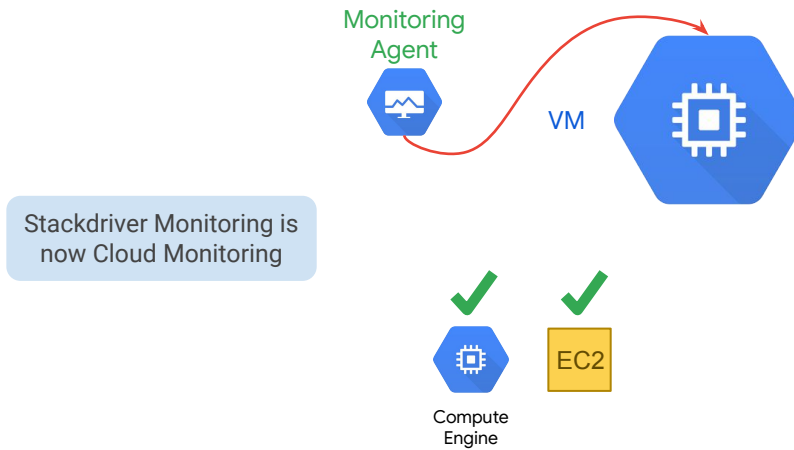 Monitoring
Agent
VM
Stackdriver Monitoring is
now Cloud Monitoring
EC2
Compute
Engine